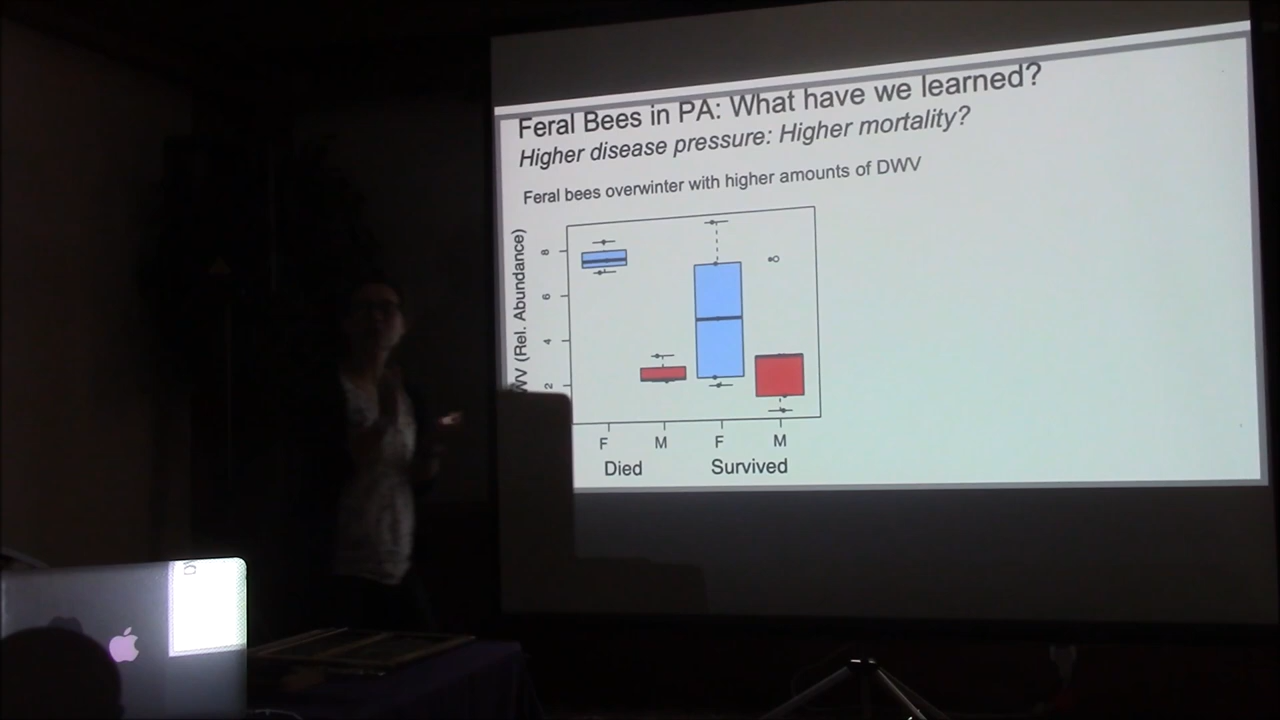 Feral Bees in PA: What have we learned?
Higher disease pressure: Higher mortality?
Feral bees overwinter with higher amounts of DWV
WV (Rel. Abundance)
8
6
4
2
F M F M
Died Survived